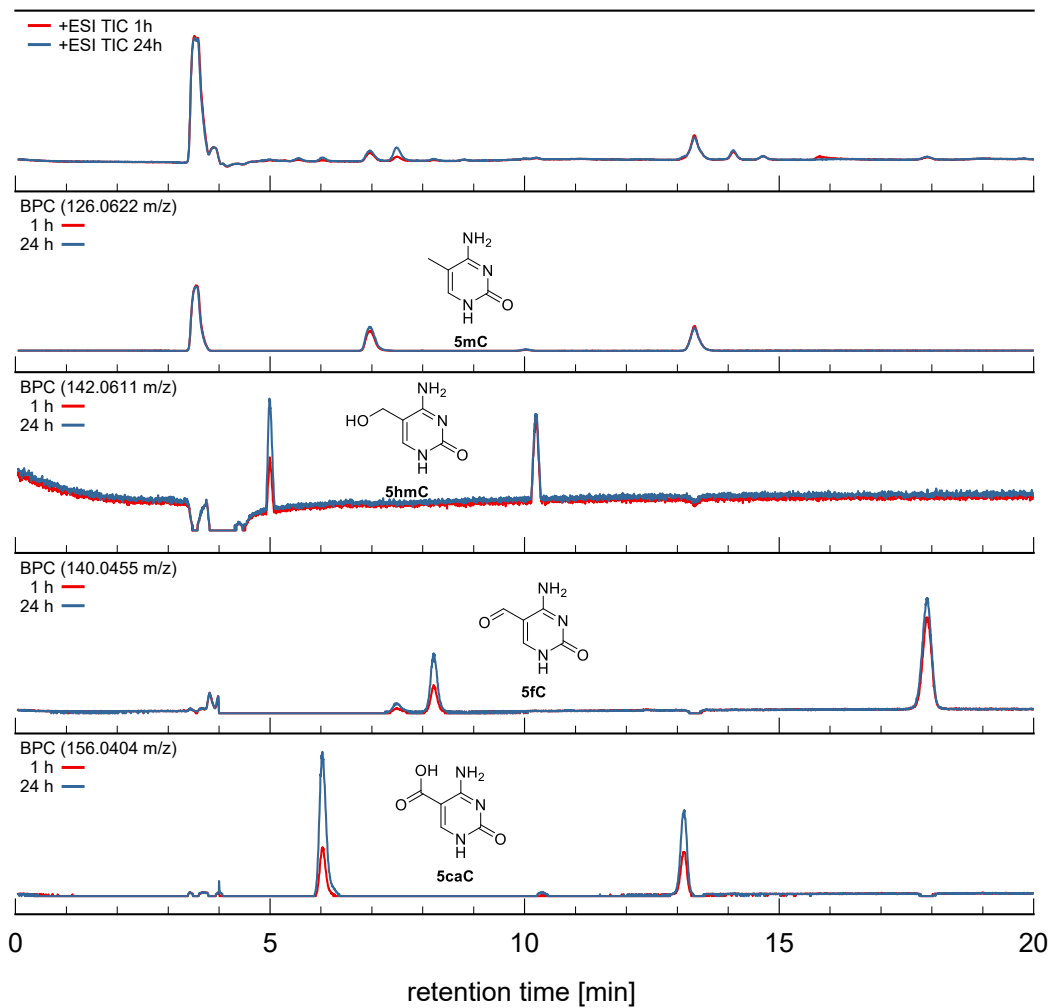 +ESI TIC 1h
+ESI TIC 24h
BPC (126.0622 m/z)
1 h
24 h
NH2
N
N
H
O
5mC
BPC (142.0611 m/z)
1 h
24 h
NH2
HO
N
N
H
O
5hmC
BPC (140.0455 m/z)
1 h
24 h
NH2
O
N
N
H
O
5fC
BPC (156.0404 m/z)
1 h
24 h
OH
NH2
O
N
N
H
O
5caC
0 5 10 15 20
retention time [min]